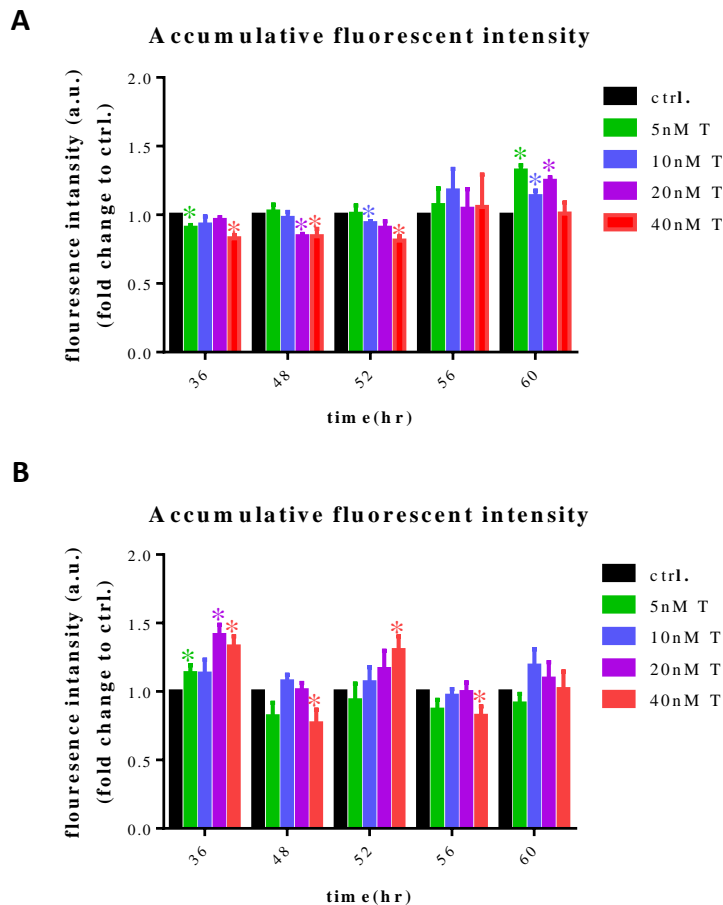 A
Accumulative fluorescent intensity
flouresence intansity (a.u.)
(fold change to ctrl.)
2.0
1.5
1.0
0.5
0.0
* * * * * * * * * *
36 48 52 56 60
time(hr)
ctrl.
5nM T
10nM T
20nM T
40nM T
B
Accumulative fluorescent intensity
flouresence intansity (a.u.)
(fold change to ctrl.)
2.0
1.5
1.0
0.5
0.0
* * * * * *
36 48 52 56 60
time(hr)
ctrl.
5nM T
10nM T
20nM T
40nM T